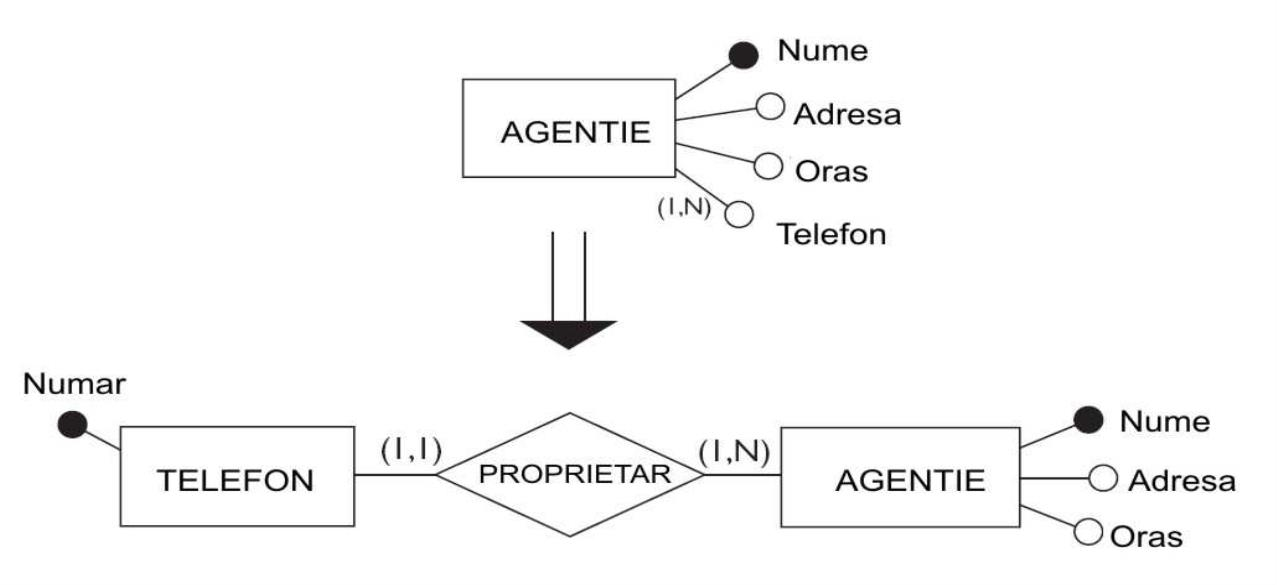 Nume
AGENTIE
Adresa
Oras
(1,N)
Telefon
Numar
TELEFON
(1,1)
PROPRIETAR
(1,N)
AGENTIE
Nume
Adresa
Oras